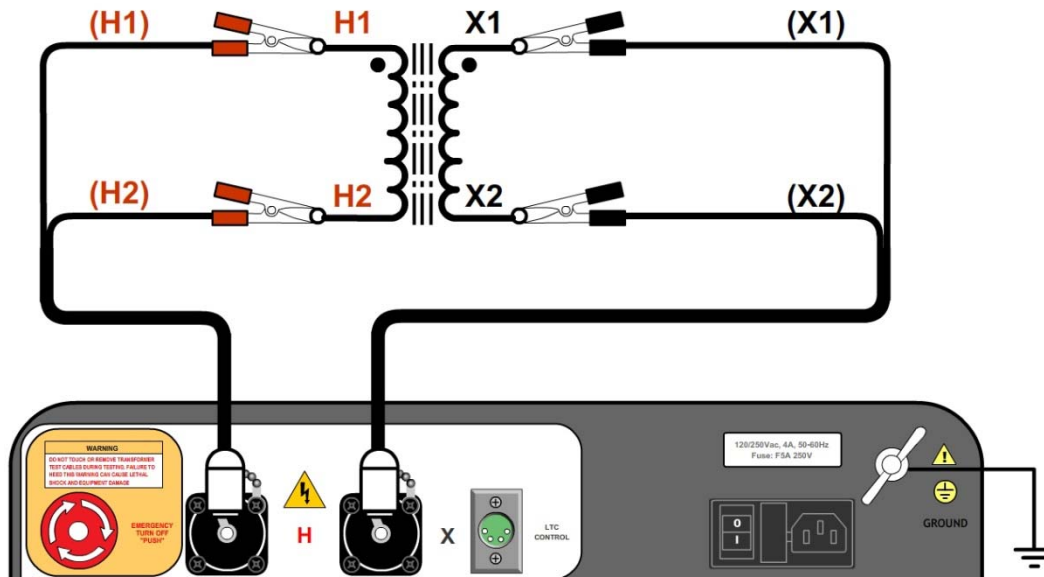 (H1) H1 X1 (X1)
(H2) H2 X2 (X2)
WARNING
DO NOT TOUCH OR REMOVE TRANSFORMER
TEST CABLES DURING TESTING. FAILURE TO
HEED THIS WARNING CAN CAUSE LETHAL
SHOCK AND EQUIPMENT DAMAGE
EMERGENCY
TURN OFF
"PUSH"
H
X
LTC
CONTROL
120/250Vac, 4A, 50-60Hz
Fuse: F5A 250V
O
I
GROUND